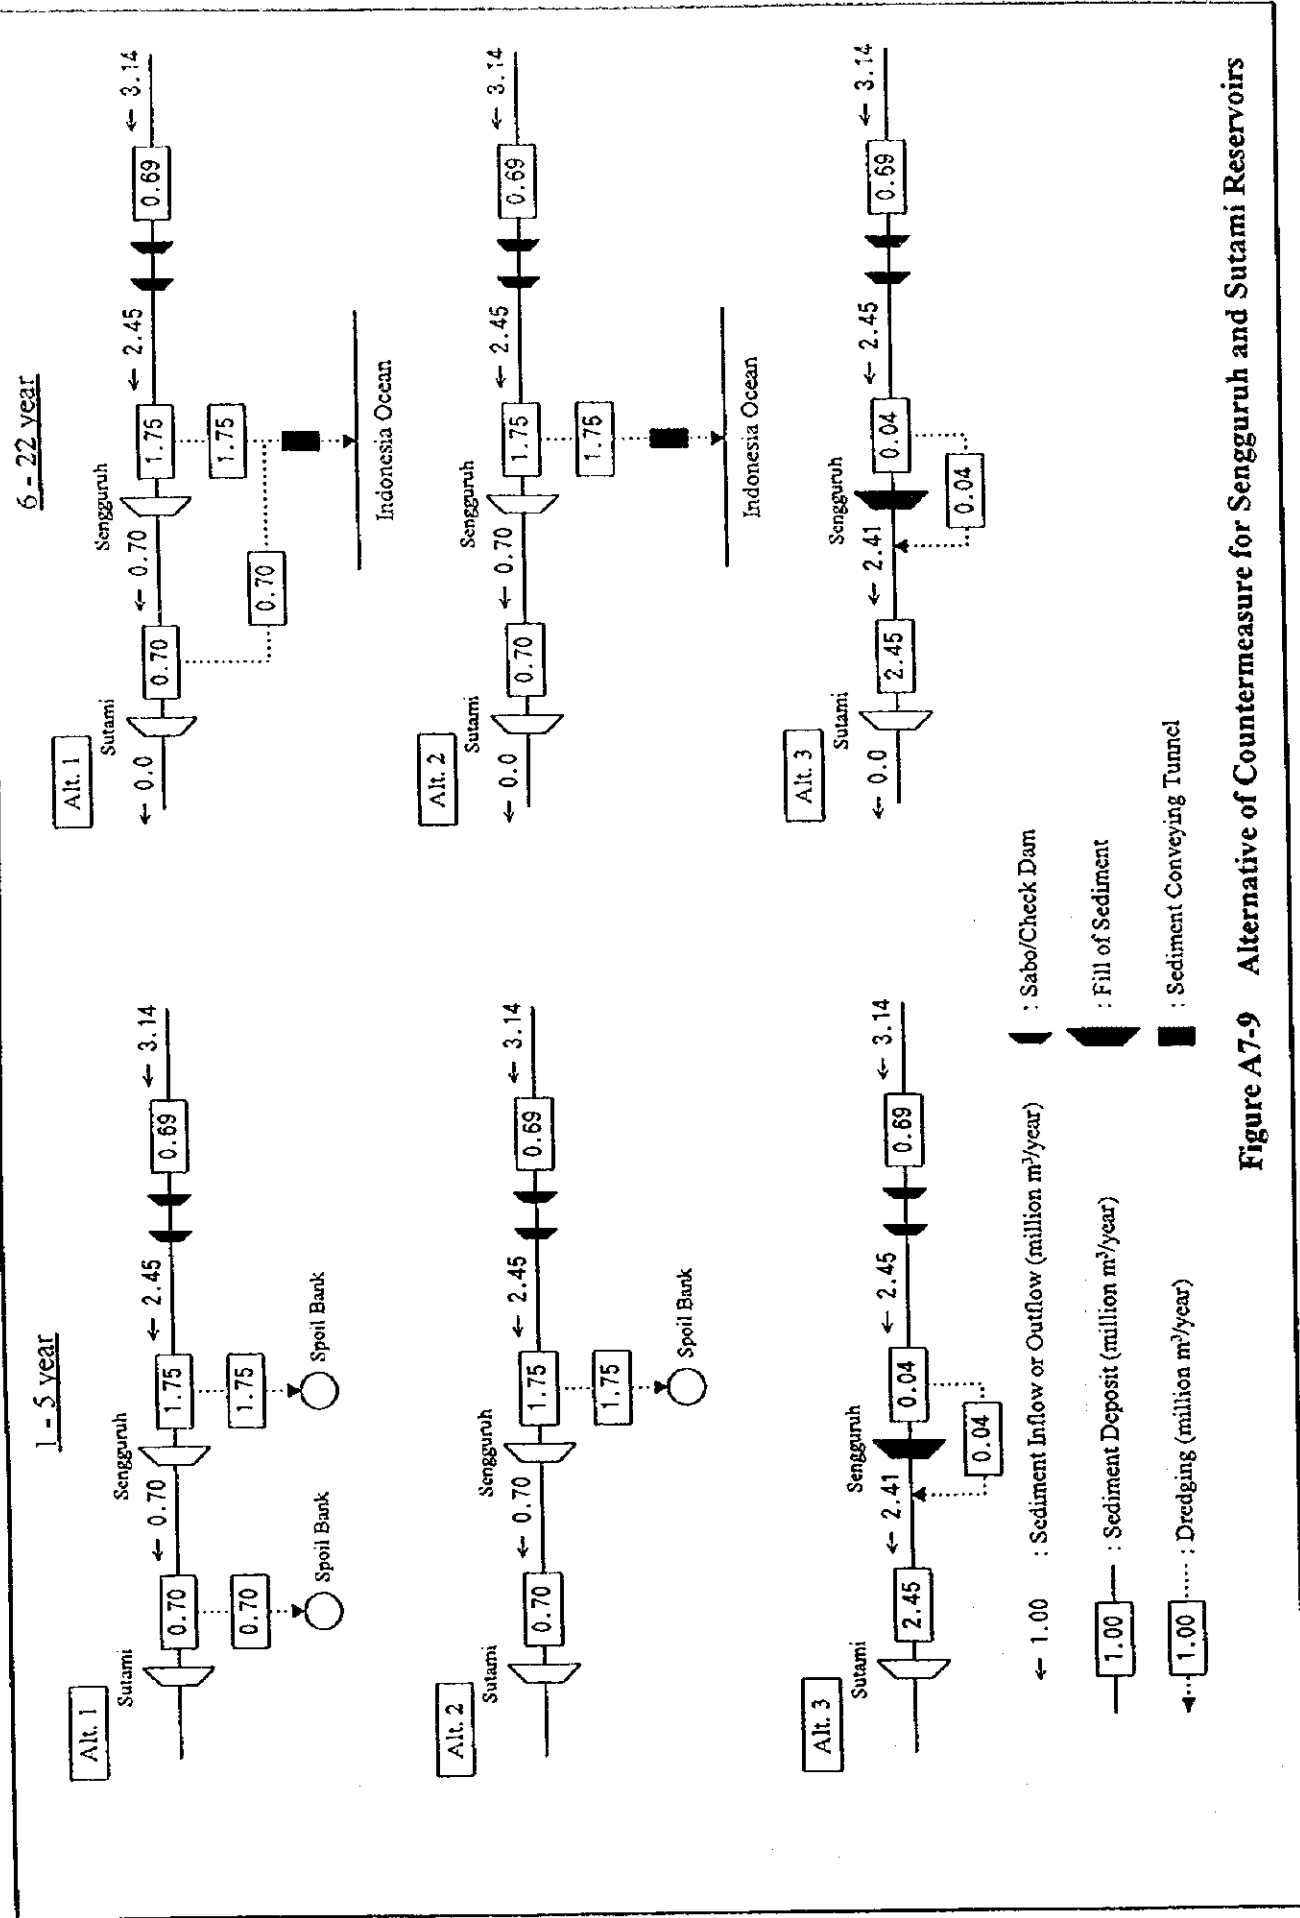 1 - 5 year
Alt. 1
Sutami
Sengguruh
0.70
← 0.70
1.75
← 2.45
0.69
← 3.14
0.70
1.75
Spoil Bank
Spoil Bank
Alt. 2
Sutami
Sengguruh
0.70
← 0.70
1.75
← 2.45
0.69
← 3.14
1.75
Spoil Bank
Alt. 3
Sutami
Sengguruh
2.45
← 2.41
0.04
← 2.45
0.69
← 3.14
0.04
6 - 22 year
Alt. 1
Sutami
Sengguruh
← 0.0
0.70
← 0.70
1.75
← 2.45
0.69
← 3.14
0.70
1.75
Indonesia Ocean
Alt. 2
Sutami
Sengguruh
← 0.0
0.70
← 0.70
1.75
← 2.45
0.69
← 3.14
1.75
Indonesia Ocean
Alt. 3
Sutami
Sengguruh
← 0.0
2.45
← 2.41
0.04
← 2.45
0.69
← 3.14
0.04
← 1.00 : Sediment Inflow or Outflow (million m³/year)
1.00 : Sediment Deposit (million m³/year)
1.00 : Dredging (million m³/year)
: Sabo/Check Dam
: Fill of Sediment
: Sediment Conveying Tunnel
Figure A7-9 Alternative of Countermeasure for Sengguruh and Sutami Reservoirs